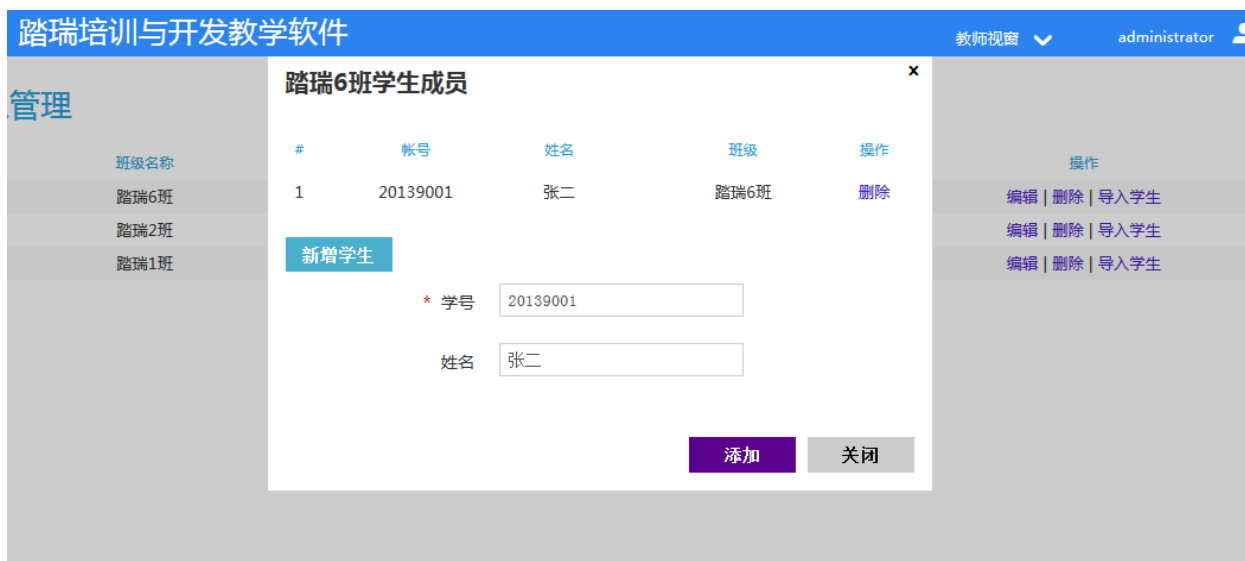 踏瑞培训与开发教学软件
教师视窗 administrator
管理
踏瑞6班学生成员 x
# 帐号 姓名 班级 操作
1 20139001 张二 踏瑞6班 删除
新增学生
* 学号 20139001
姓名 张二
添加 关闭
班级名称 操作
踏瑞6班 编辑 | 删除 | 导入学生
踏瑞2班 编辑 | 删除 | 导入学生
踏瑞1班 编辑 | 删除 | 导入学生